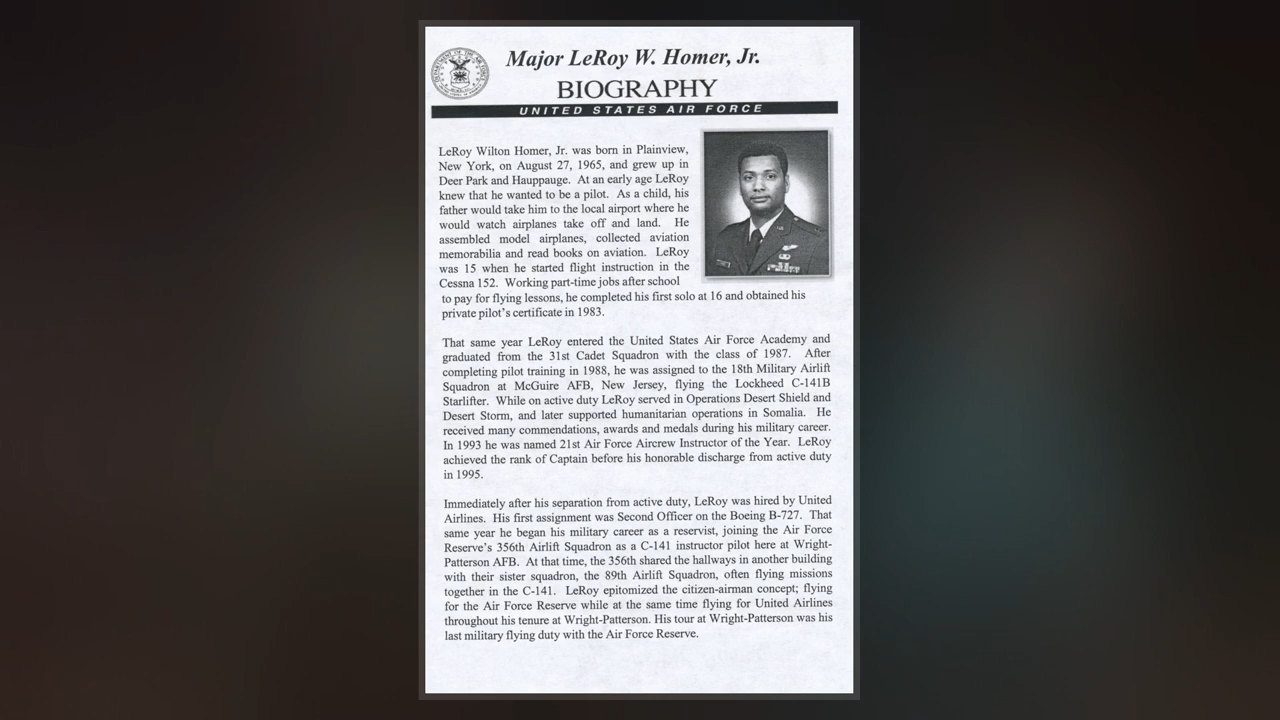 Major LeRoy W. Homer, Jr.
BIOGRAPHY
UNITED STATES AIR FORCE
LeRoy Wilton Homer, Jr. was born in Plainview,
New York, on August 27, 1965, and grew up in
Deer Park and Hauppauge. At an early age LeRoy
knew that he wanted to be a pilot. As a child, his
father would take him to the local airport where he
would watch airplanes take off and land. He
assembled model airplanes, collected aviation
memorabilia and read books on aviation. LeRoy
was 15 when he started flight instruction in the
Cessna 152. Working part-time jobs after school
to pay for flying lessons, he completed his first solo at 16 and obtained his
private pilot's certificate in 1983.
That same year LeRoy entered the United States Air Force Academy and
graduated from the 31st Cadet Squadron with the class of 1987. After
completing pilot training in 1988, he was assigned to the 18th Military Airlift
Squadron at McGuire AFB, New Jersey, flying the Lockheed C-141B
Starlifter. While on active duty LeRoy served in Operations Desert Shield and
Desert Storm, and later supported humanitarian operations in Somalia. He
received many commendations, awards and medals during his military career.
In 1993 he was named 21st Air Force Aircrew Instructor of the Year. LeRoy
achieved the rank of Captain before his honorable discharge from active duty
in 1995.
Immediately after his separation from active duty, LeRoy was hired by United
Airlines. His first assignment was Second Officer on the Boeing B-727. That
same year he began his military career as a reservist, joining the Air Force
Reserve's 356th Airlift Squadron as a C-141 instructor pilot here at Wright-
Patterson AFB. At that time, the 356th shared the hallways in another building
with their sister squadron, the 89th Airlift Squadron, often flying missions
together in the C-141. LeRoy epitomized the citizen-airman concept; flying
for the Air Force Reserve while at the same time flying for United Airlines
throughout his tenure at Wright-Patterson. His tour at Wright-Patterson was his
last military flying duty with the Air Force Reserve.